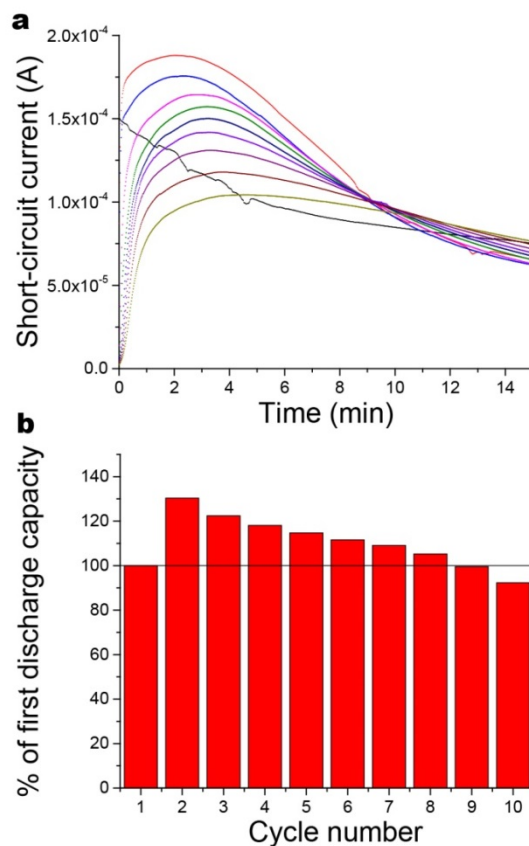 a
2.0x10-4
1.5x10-4
1.0x10-4
5.0x10-5
0.0
Short-circuit current (A)
0 2 4 6 8 10 12 14
Time (min)
b
140
120
100
80
60
40
20
0
% of first discharge capacity
1 2 3 4 5 6 7 8 9 10
Cycle number